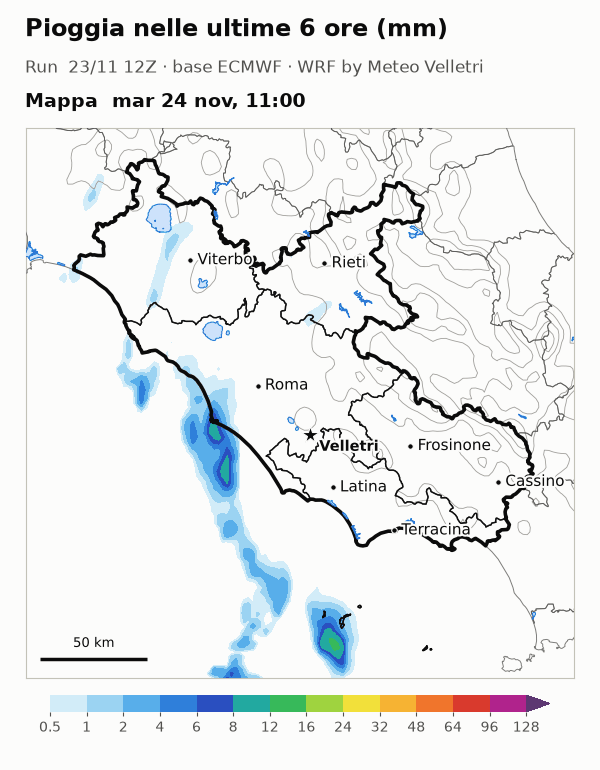 Pioggia nelle ultime 6 ore (mm)
Run  23/11 12Z · base ECMWF · WRF by Meteo Velletri
Mappa  mar 24 nov, 11:00
Viterbo
Rieti
Roma
Velletri
Frosinone
Latina
Cassino
Terracina
50 km
0.5 1 2 4 6 8 12 16 24 32 48 64 96 128